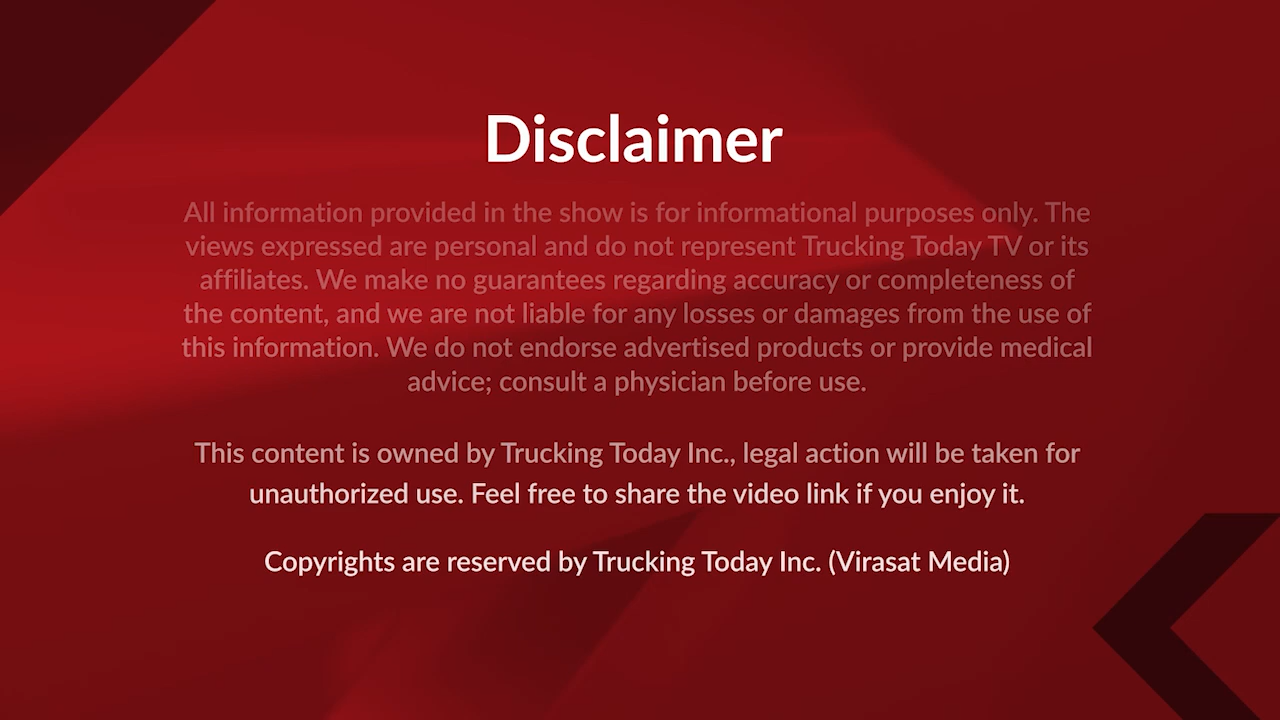 Disclaimer
All information provided in the show is for informational purposes only. The
views expressed are personal and do not represent Trucking Today TV or its
affiliates. We make no guarantees regarding accuracy or completeness of
the content, and we are not liable for any losses or damages from the use of
this information. We do not endorse advertised products or provide medical
advice; consult a physician before use.
This content is owned by Trucking Today Inc., legal action will be taken for
unauthorized use. Feel free to share the video link if you enjoy it.
Copyrights are reserved by Trucking Today Inc. (Virasat Media)